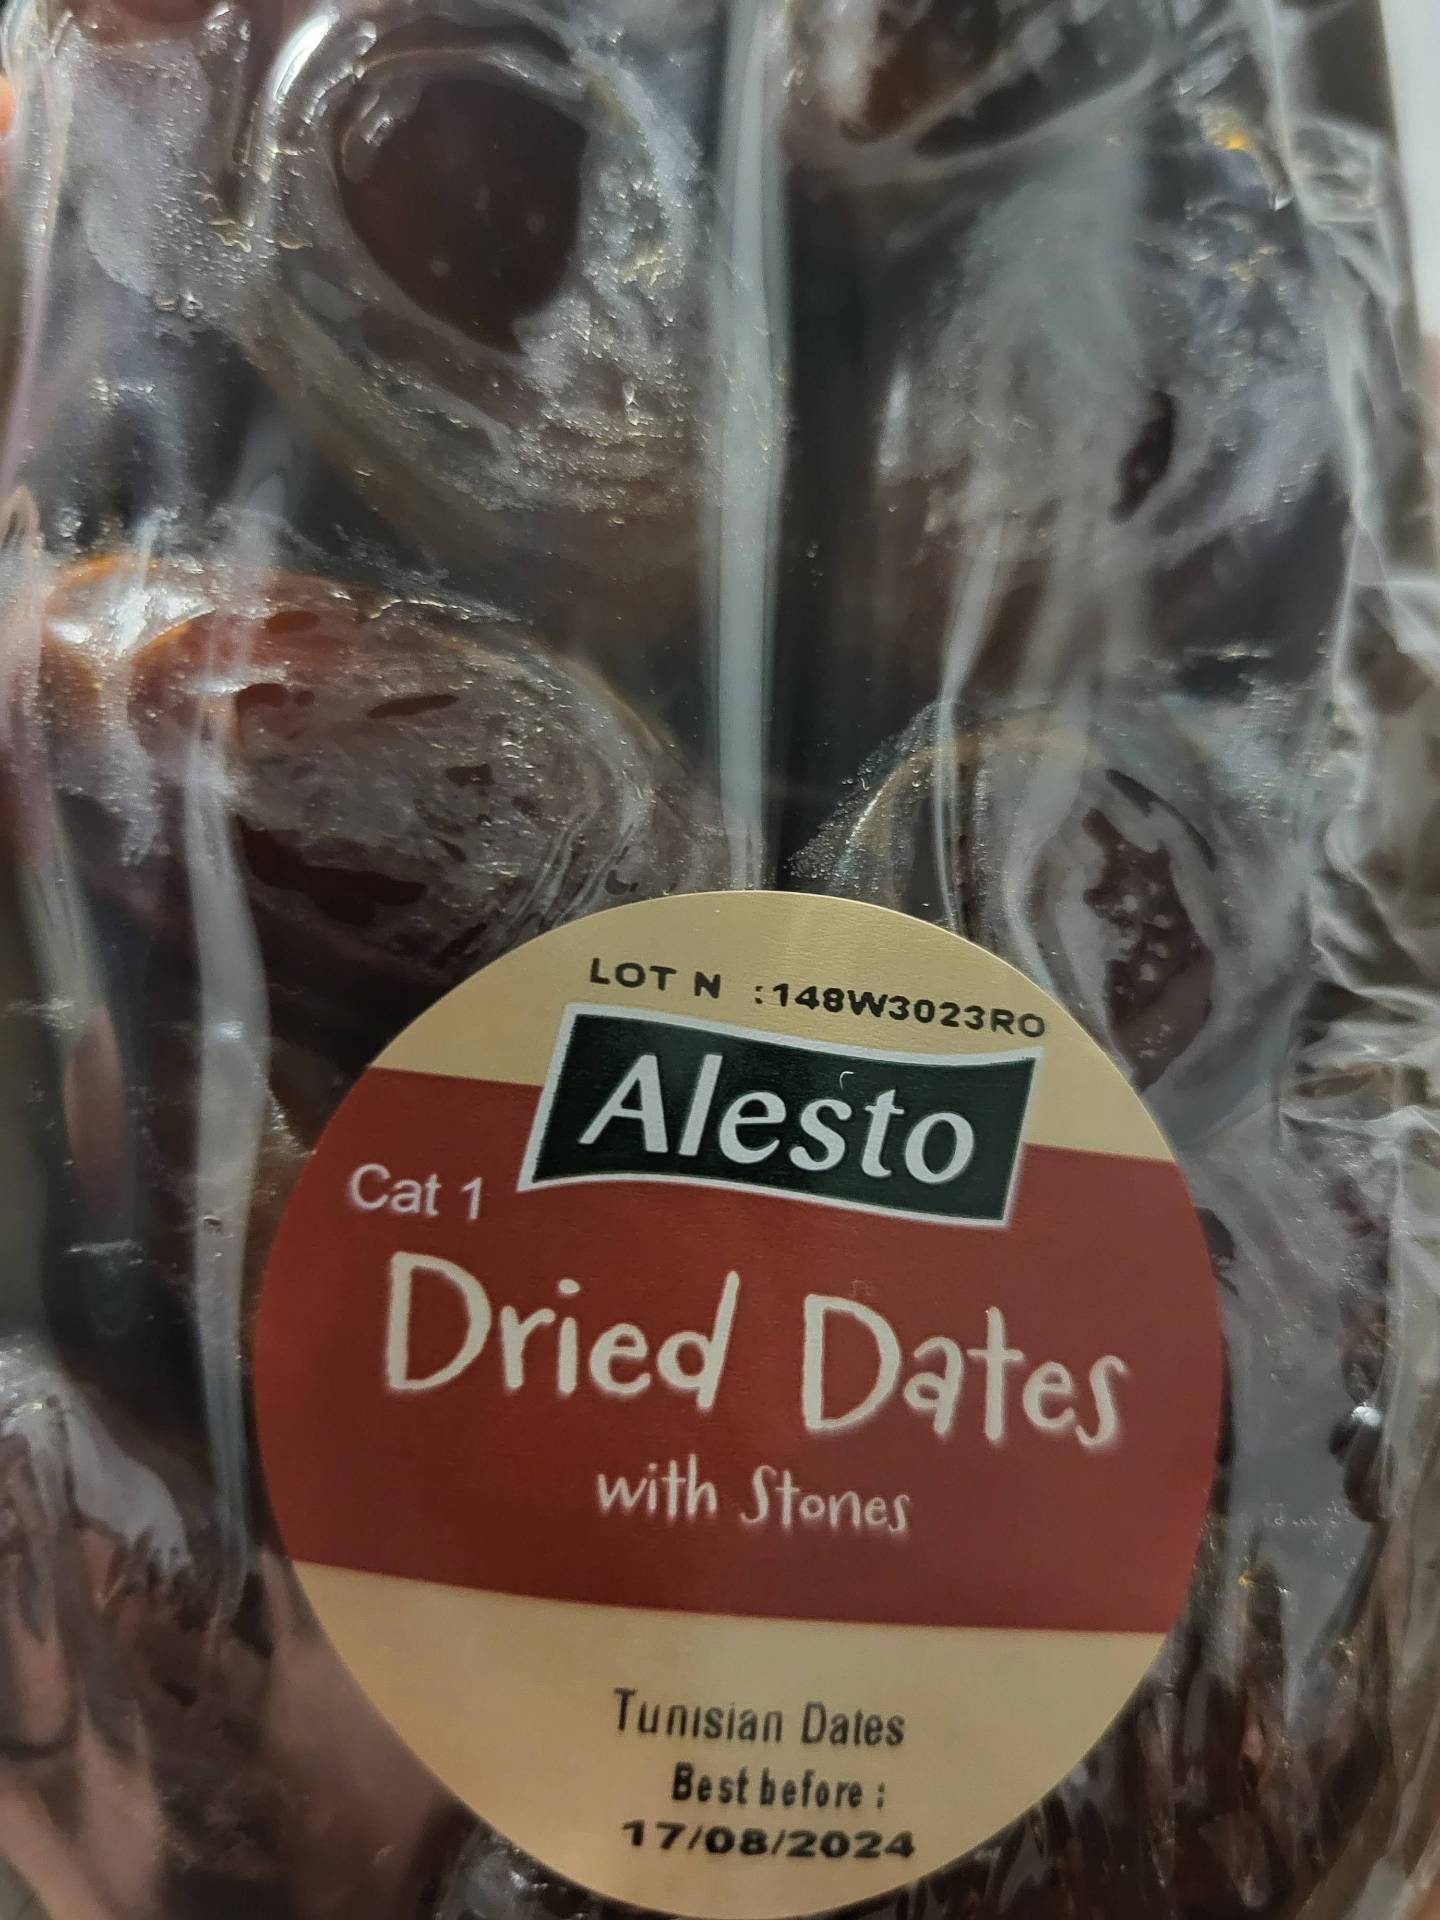 LOT N :148W3023RO
Alesto
Cat 1
Dried Dates
with Stones
Tunisian Dates
Best before :
17/08/2024